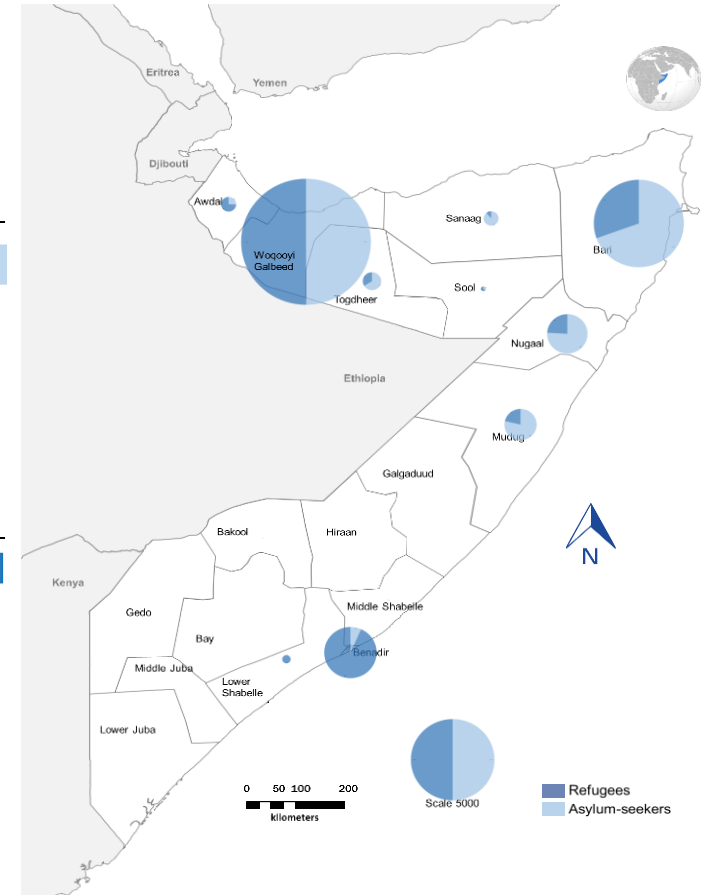 Eritrea
Yemen
Djibouti
Awdal
Sanaag
Woqooyi
Galbeed
Bari
Togdheer
Sool
Nugaal
Ethiopia
Mudug
Galgaduud
Bakool
Hiraan
N
Kenya
Gedo
Middle Shabelle
Bay
Benadir
Middle Juba
Lower
Shabelle
Lower Juba
0 50 100 200
kilometers
Scale 5000
Refugees
Asylum-seekers